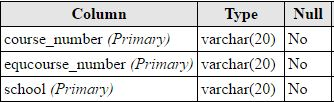 Column Type Null
course_number (Primary) varchar(20) No
equcourse_number (Primary) varchar(20) No
school (Primary) varchar(20) No